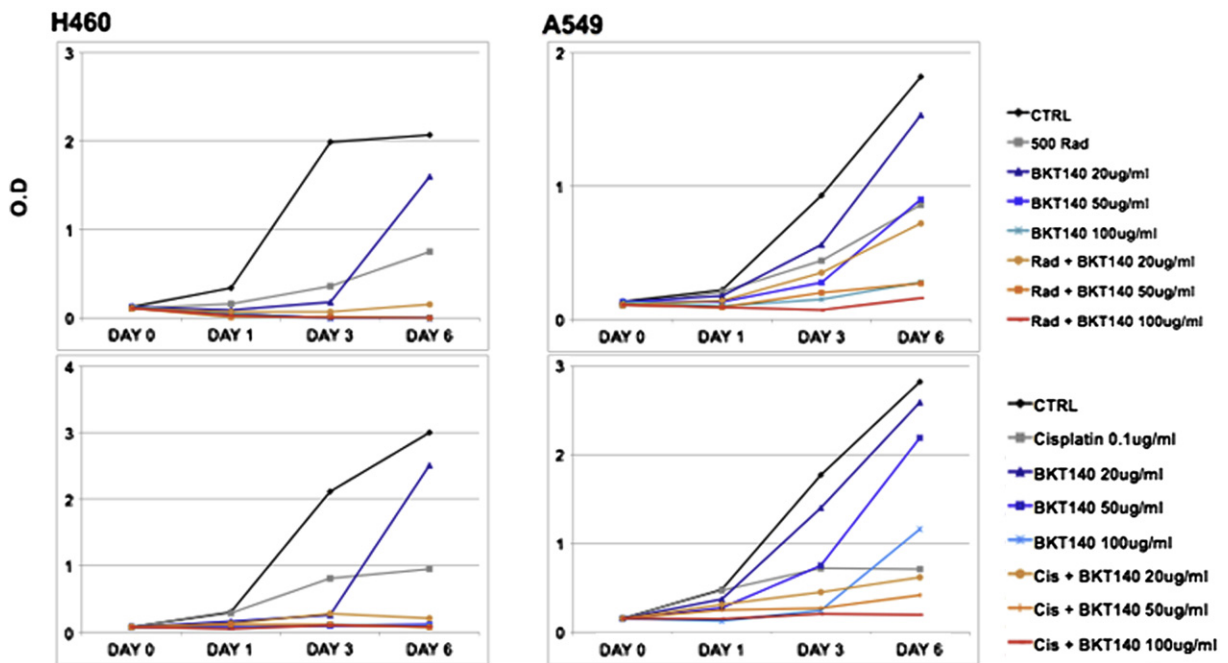 H460
A549
O.D
3
2
1
0
DAY 0 DAY 1 DAY 3 DAY 6
2
1
0
DAY 0 DAY 1 DAY 3 DAY 6
CTRL
500 Rad
BKT140 20ug/ml
BKT140 50ug/ml
BKT140 100ug/ml
Rad + BKT140 20ug/ml
Rad + BKT140 50ug/ml
Rad + BKT140 100ug/ml
4
3
2
1
0
DAY 0 DAY 1 DAY 3 DAY 6
3
2
1
0
DAY 0 DAY 1 DAY 3 DAY 6
CTRL
Cisplatin 0.1ug/ml
BKT140 20ug/ml
BKT140 50ug/ml
BKT140 100ug/ml
Cis + BKT140 20ug/ml
Cis + BKT140 50ug/ml
Cis + BKT140 100ug/ml